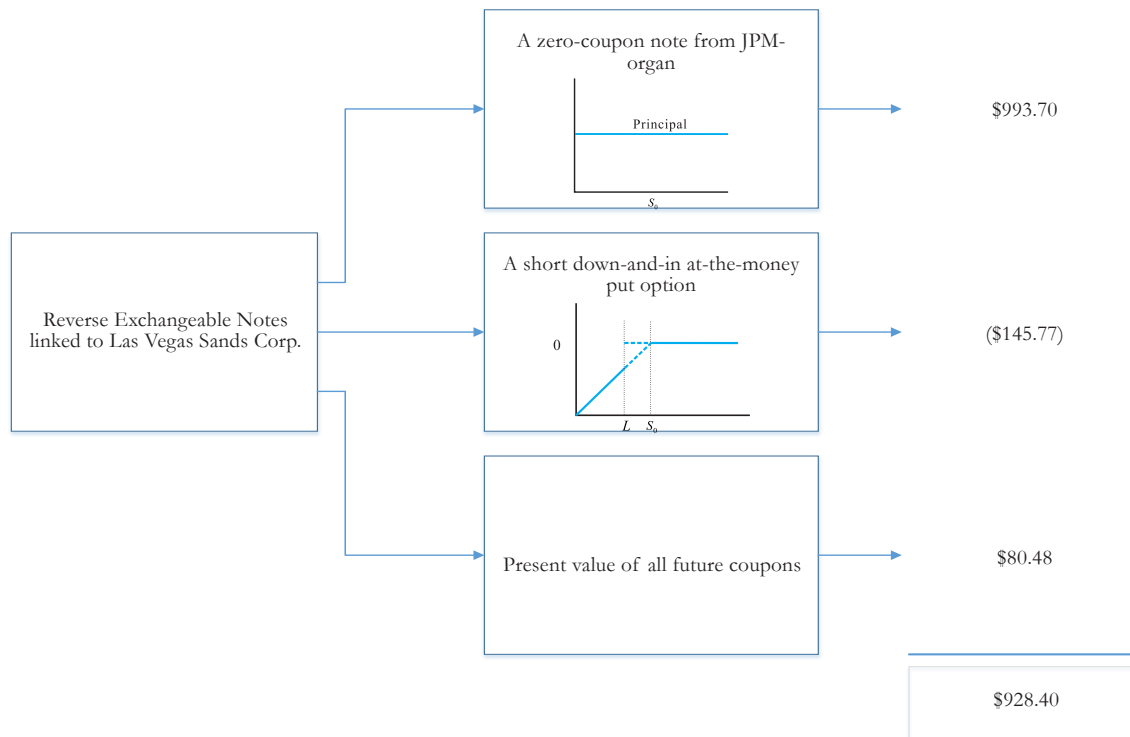 A zero-coupon note from JPM-
organ
Principal
S₀
$993.70
Reverse Exchangeable Notes
linked to Las Vegas Sands Corp.
A short down-and-in at-the-money
put option
0
L S₀
($145.77)
Present value of all future coupons
$80.48
$928.40